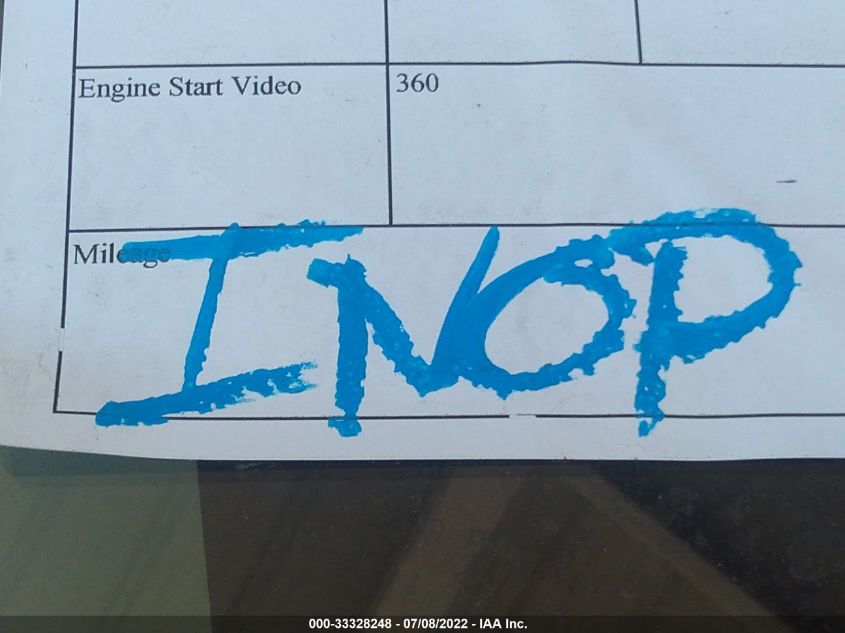 Engine Start Video 360
Mileage INOP
000-33328248 - 07/08/2022 - IAA Inc.